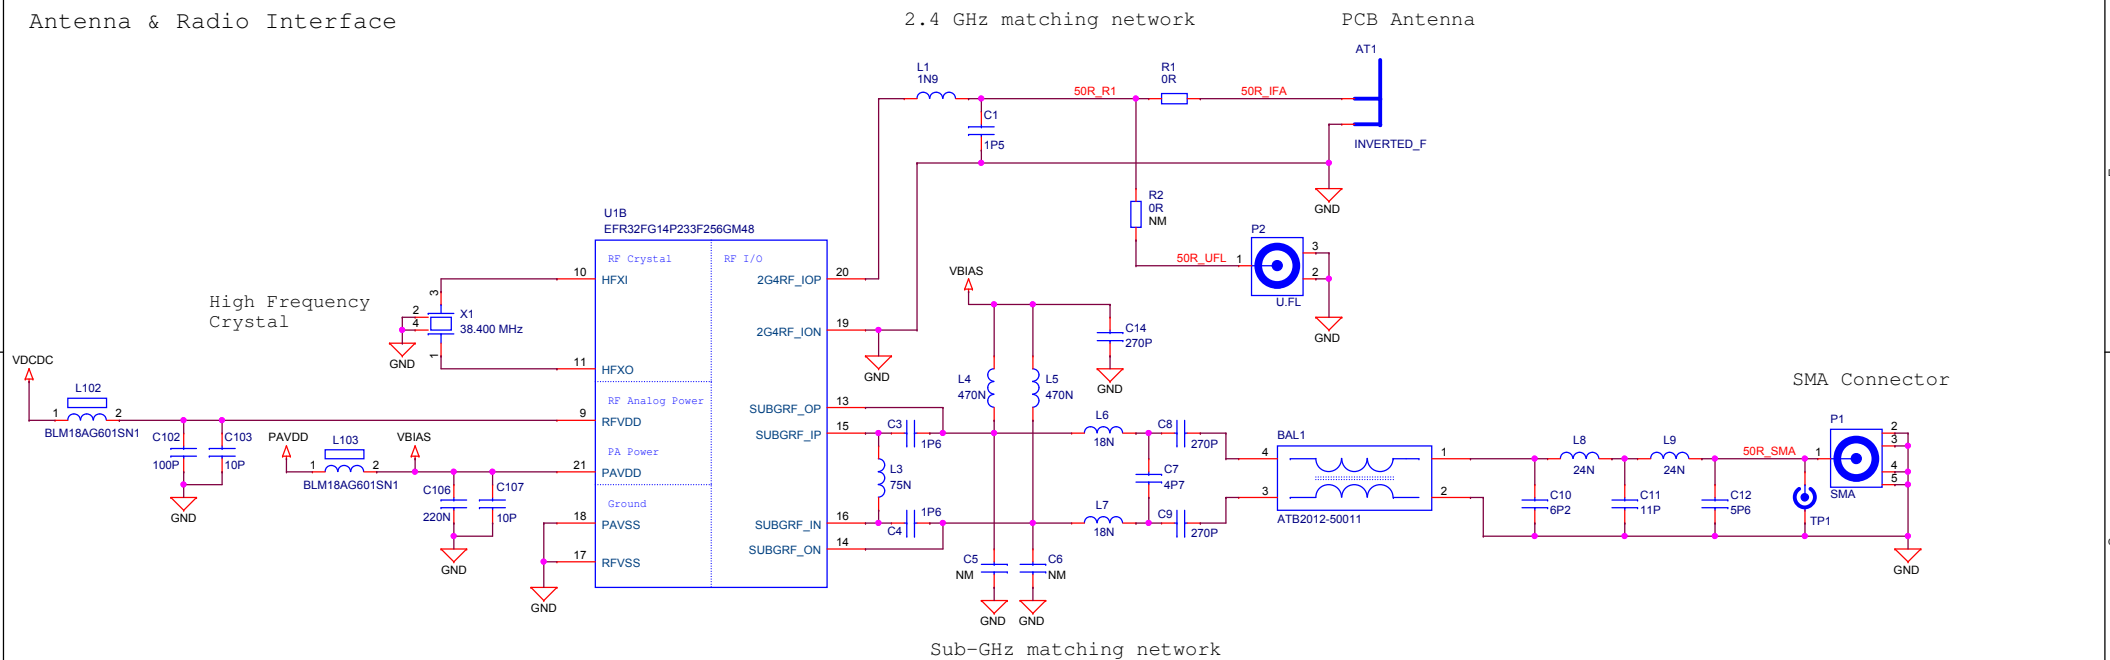 Antenna & Radio Interface
2.4 GHz matching network
PCB Antenna
AT1
L1
1N9
R1
0R
50R_R1
50R_IFA
C1
1P5
INVERTED_F
R2
0R
NM
GND
U1B
EFR32FG14P233F256GM48
P2
3
50R_UFL
1
2
U.FL
GND
RF Crystal
RF I/O
10
HFXI
2G4RF_IOP
20
VBIAS
High Frequency
Crystal
3
2
4
X1
38.400 MHz
1
GND
2G4RF_ION
19
GND
C14
270P
GND
11
HFXO
VDCDC
L102
1
2
BLM18AG601SN1
RF Analog Power
9
RFVDD
C102
100P
C103
10P
GND
PAVDD
L103
1
2
BLM18AG601SN1
VBIAS
PA Power
21
PAVDD
C106
220N
C107
10P
GND
Ground
18
PAVSS
17
RFVSS
GND
SUBGRF_OP
13
SUBGRF_IP
15
SUBGRF_IN
16
SUBGRF_ON
14
C3
1P6
L3
75N
1P6
C4
L4
470N
L5
470N
L6
18N
C8
270P
C7
4P7
L7
18N
C9
270P
C5
NM
C6
NM
GND
GND
BAL1
4
1
3
2
ATB2012-50011
SMA Connector
L8
24N
L9
24N
50R_SMA
P1
1
2
3
4
5
SMA
C10
6P2
C11
11P
C12
5P6
TP1
GND
Sub-GHz matching network